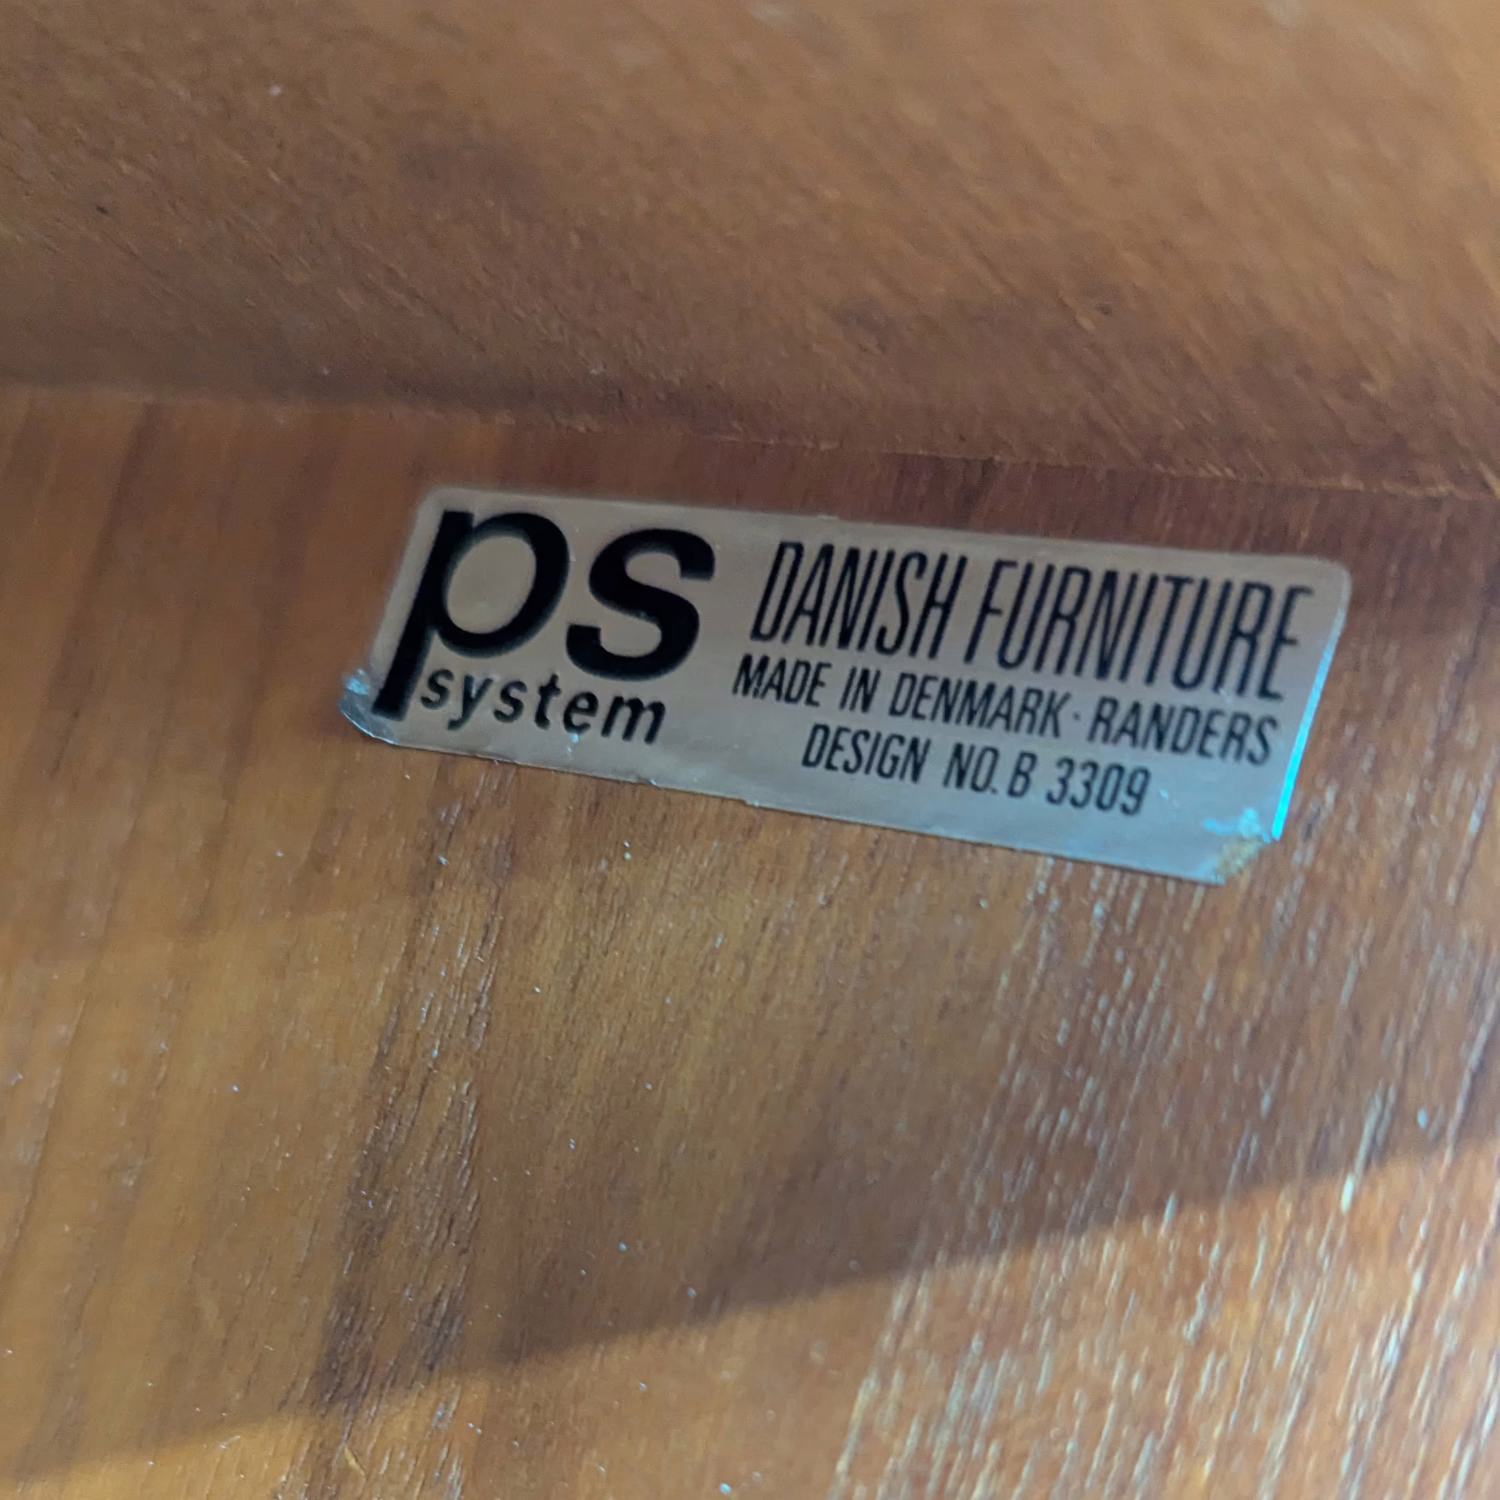 ps
system
DANISH FURNITURE
MADE IN DENMARK · RANDERS
DESIGN NO. B 3309